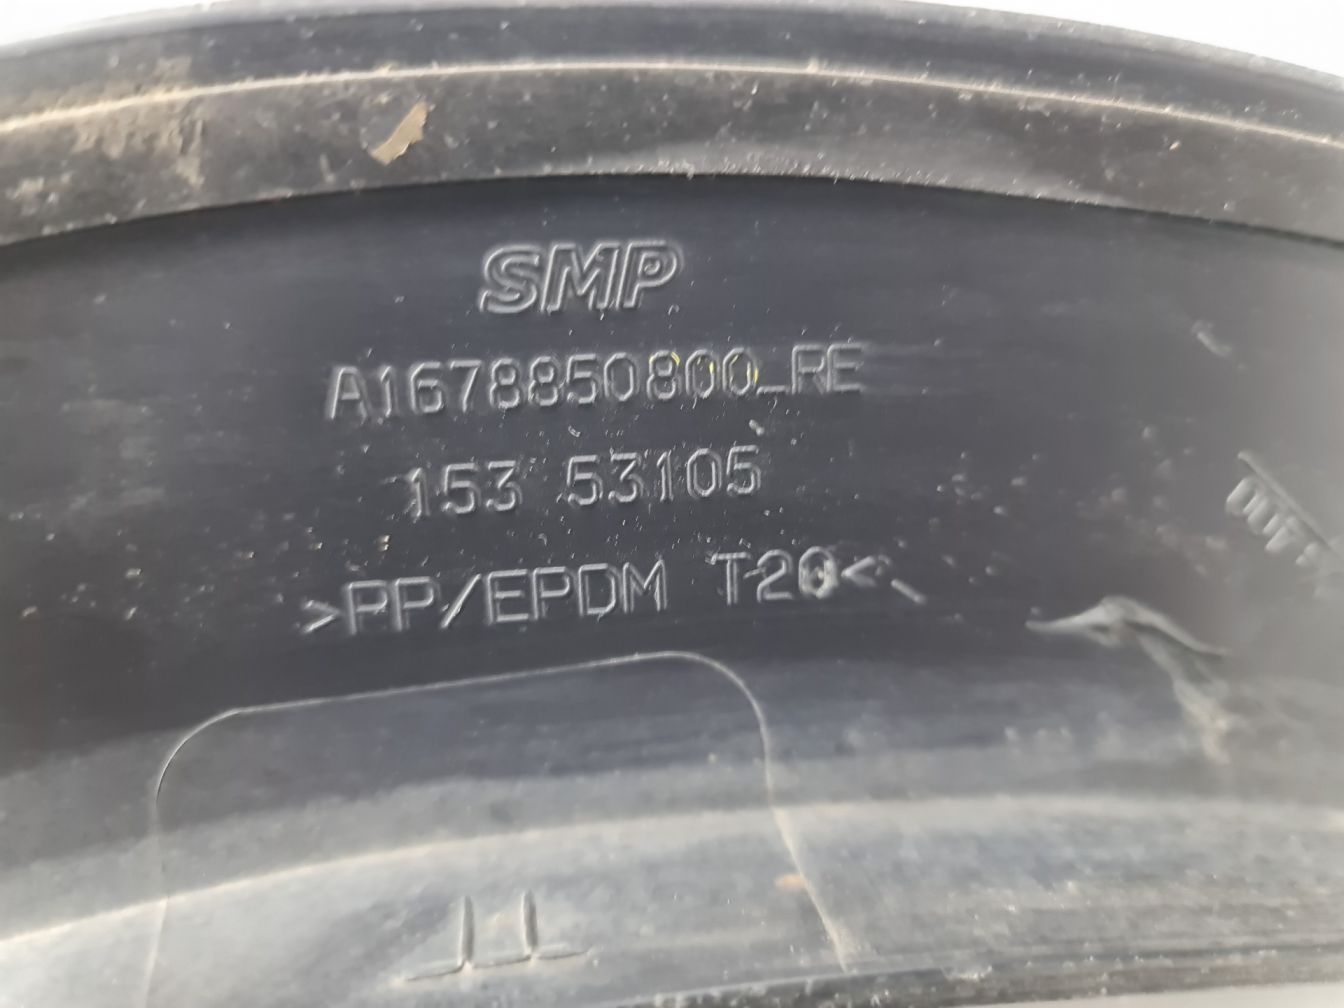 SMP
A1678850800_RE
153 53105
>PP/EPDM T20<